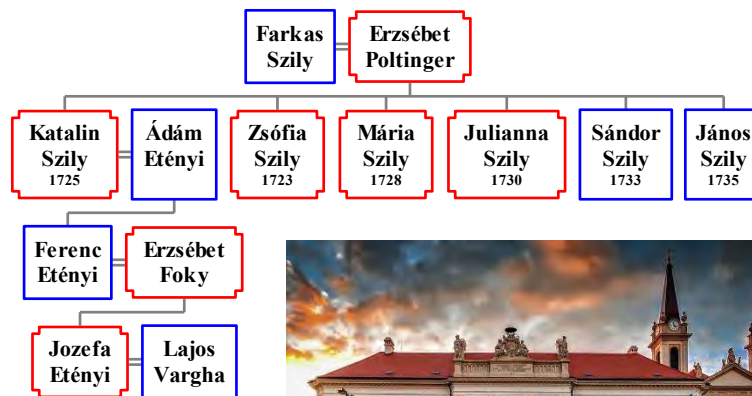 Farkas
Szily
Erzsébet
Poltinger
Katalin
Szily
1725
Ádám
Etényi
Zsófia
Szily
1723
Mária
Szily
1728
Julianna
Szily
1730
Sándor
Szily
1733
János
Szily
1735
Ferenc
Etényi
Erzsébet
Foky
Jozefa
Etényi
Lajos
Vargha